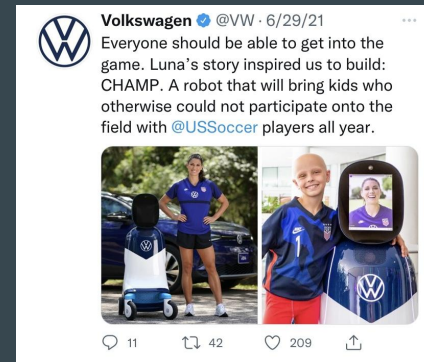 Volkswagen @VW · 6/29/21
Everyone should be able to get into the
game. Luna's story inspired us to build:
CHAMP. A robot that will bring kids who
otherwise could not participate onto the
field with @USSoccer players all year.
1
11 42 209